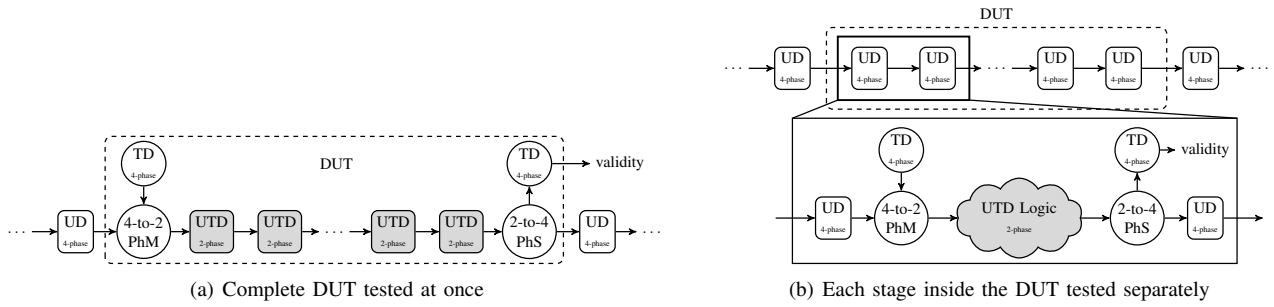 DUT
TD
4-phase
TD
4-phase
validity
· · ·
UD
4-phase
4-to-2
PhM
UTD
2-phase
UTD
2-phase
· · ·
UTD
2-phase
UTD
2-phase
2-to-4
PhS
UD
4-phase
· · ·
(a) Complete DUT tested at once
DUT
· · ·
UD
4-phase
UD
4-phase
UD
4-phase
· · ·
UD
4-phase
UD
4-phase
UD
4-phase
· · ·
TD
4-phase
TD
4-phase
validity
UD
4-phase
4-to-2
PhM
UTD Logic
2-phase
2-to-4
PhS
UD
4-phase
(b) Each stage inside the DUT tested separately